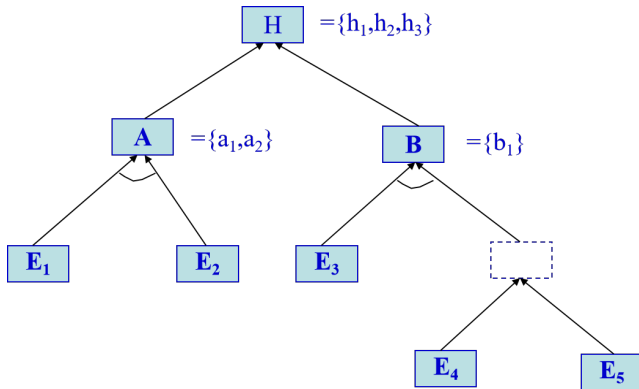 H ={h₁,h₂,h₃}
A ={a₁,a₂}
B ={b₁}
E₁
E₂
E₃
E₄
E₅